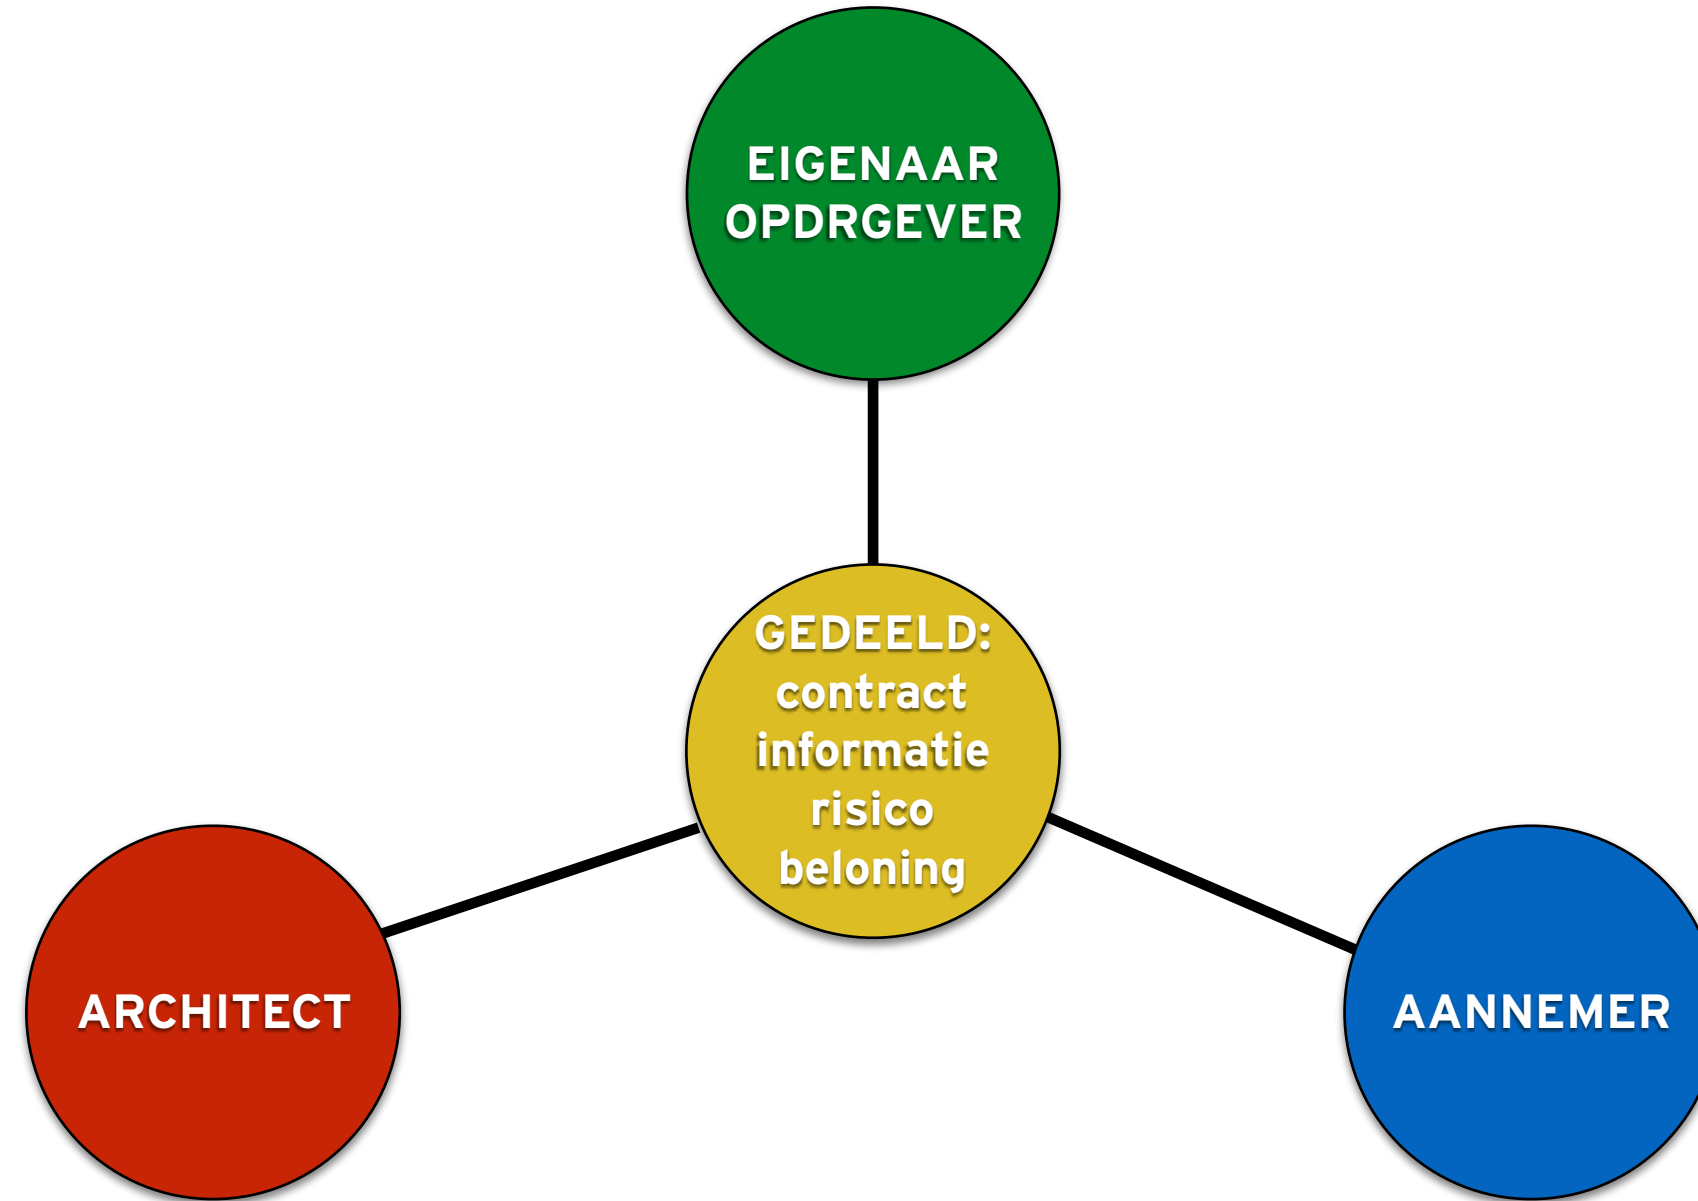 EIGENAAR
OPDRGEVER
GEDEELD:
contract
informatie
risico
beloning
ARCHITECT
AANNEMER